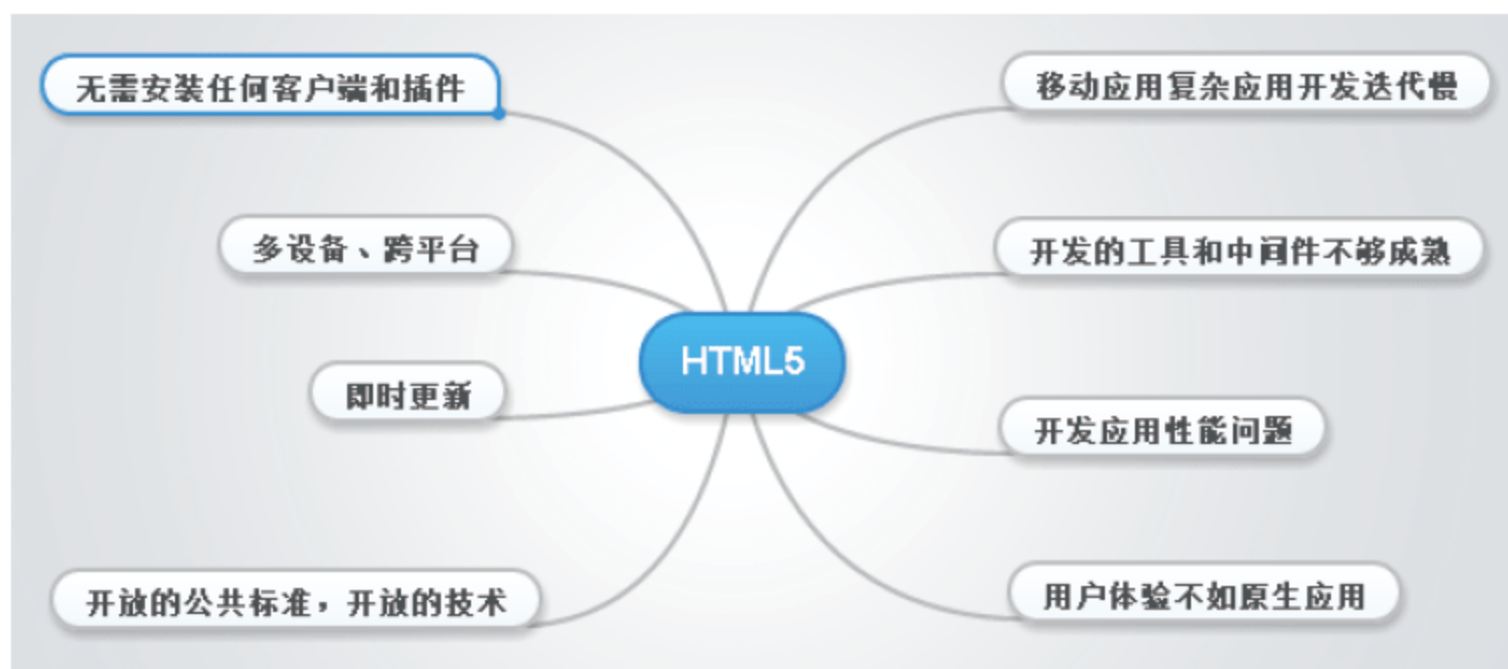 无需安装任何客户端和插件
移动应用复杂应用开发迭代慢
多设备、跨平台
开发的工具和中间件不够成熟
HTML5
即时更新
开发应用性能问题
开放的公共标准，开放的技术
用户体验不如原生应用